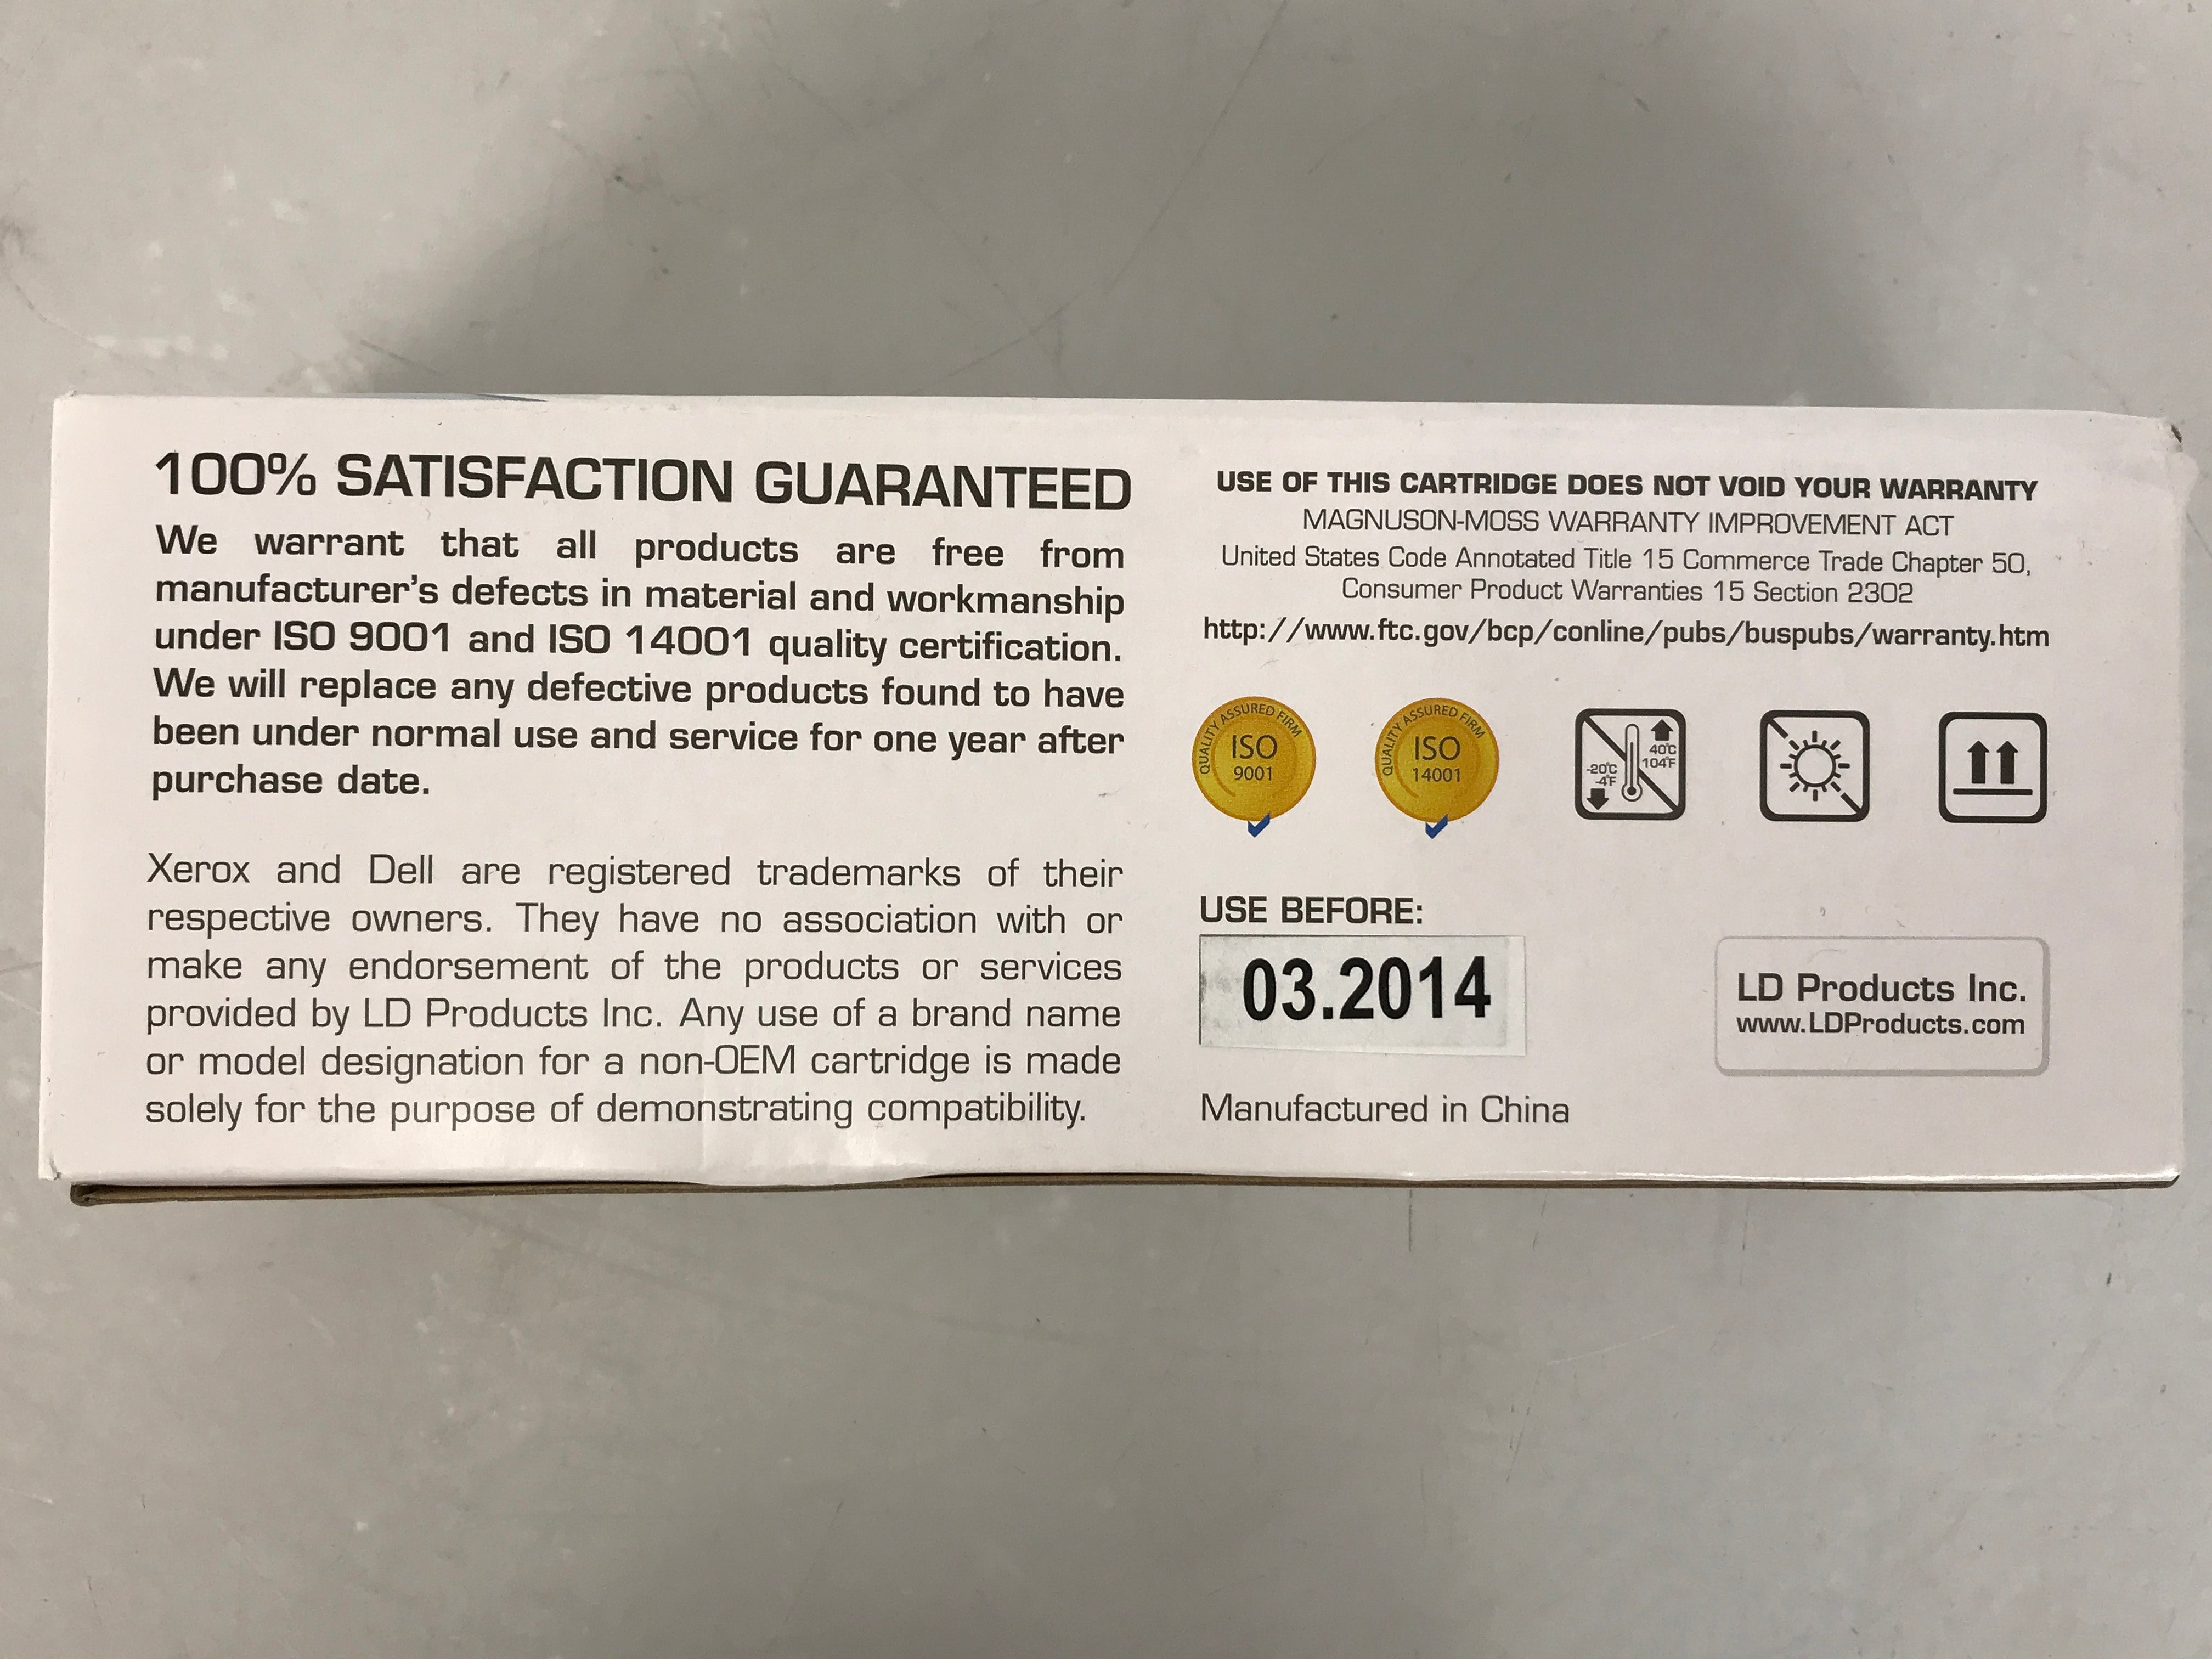 100% SATISFACTION GUARANTEED
We warrant that all products are free from
manufacturer's defects in material and workmanship
under ISO 9001 and ISO 14001 quality certification.
We will replace any defective products found to have
been under normal use and service for one year after
purchase date.
Xerox and Dell are registered trademarks of their
respective owners. They have no association with or
make any endorsement of the products or services
provided by LD Products Inc. Any use of a brand name
or model designation for a non-OEM cartridge is made
solely for the purpose of demonstrating compatibility.
USE OF THIS CARTRIDGE DOES NOT VOID YOUR WARRANTY
MAGNUSON-MOSS WARRANTY IMPROVEMENT ACT
United States Code Annotated Title 15 Commerce Trade Chapter 50,
Consumer Product Warranties 15 Section 2302
http://www.ftc.gov/bcp/conline/pubs/buspubs/warranty.htm
QUALITY ASSURED FIRM
ISO
9001
QUALITY ASSURED FIRM
ISO
14001
40°C
104°F
-20°C
-4°F
USE BEFORE:
03.2014
Manufactured in China
LD Products Inc.
www.LDProducts.com